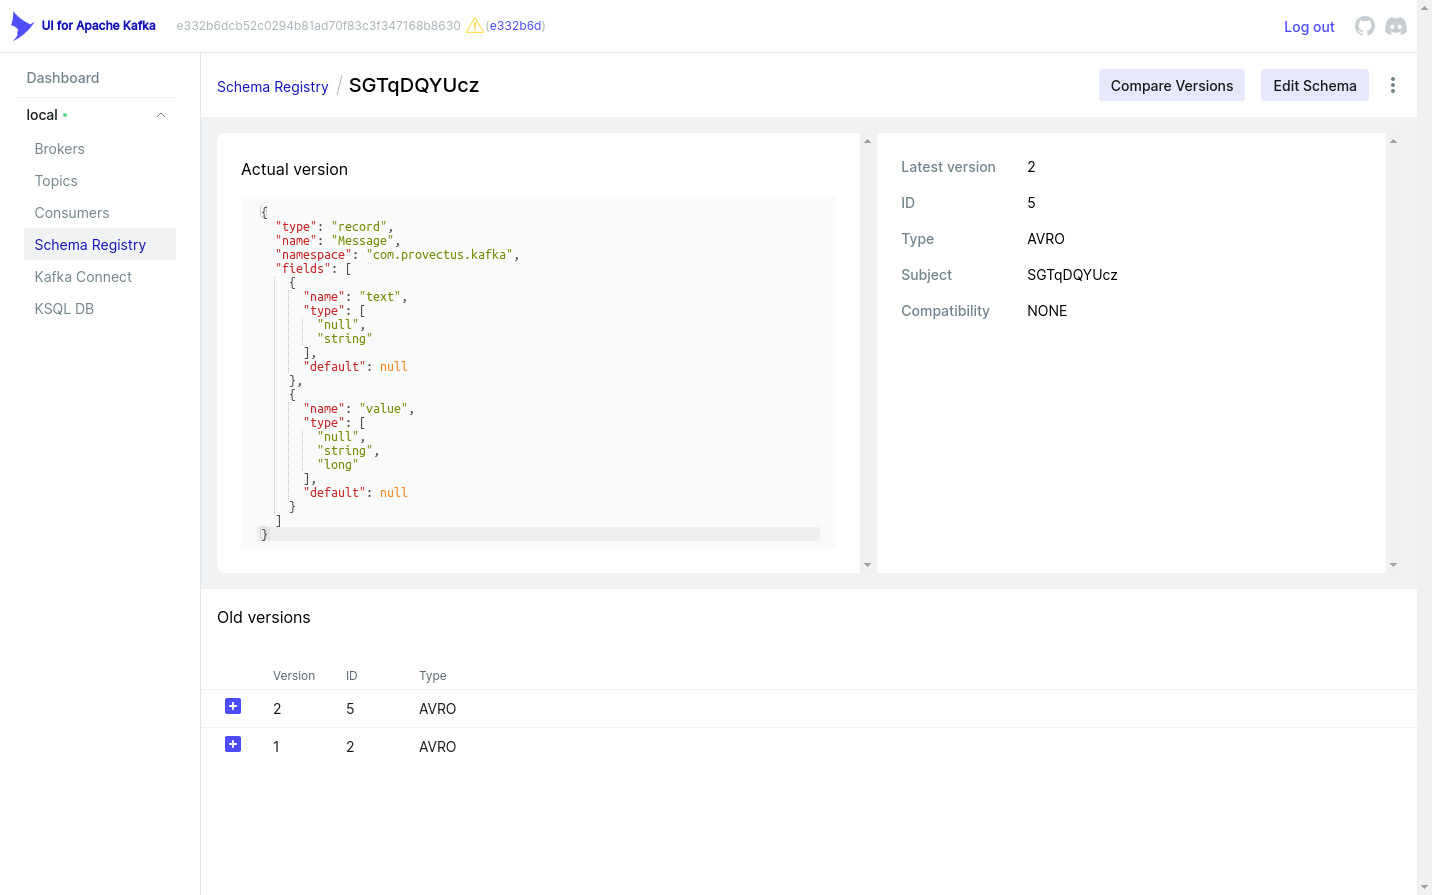 UI for Apache Kafka
e332b6dcb52c0294b81ad70f83c3f347168b8630 (e332b6d)
Log out
Dashboard
local
Brokers
Topics
Consumers
Schema Registry
Kafka Connect
KSQL DB
Schema Registry / SGTqDQYUcz
Compare Versions
Edit Schema
Actual version
{
  "type": "record",
  "name": "Message",
  "namespace": "com.provectus.kafka",
  "fields": [
    {
      "name": "text",
      "type": [
        "null",
        "string"
      ],
      "default": null
    },
    {
      "name": "value",
      "type": [
        "null",
        "string",
        "long"
      ],
      "default": null
    }
  ]
}
Latest version 2
ID 5
Type AVRO
Subject SGTqDQYUcz
Compatibility NONE
Old versions
Version ID Type
2 5 AVRO
1 2 AVRO